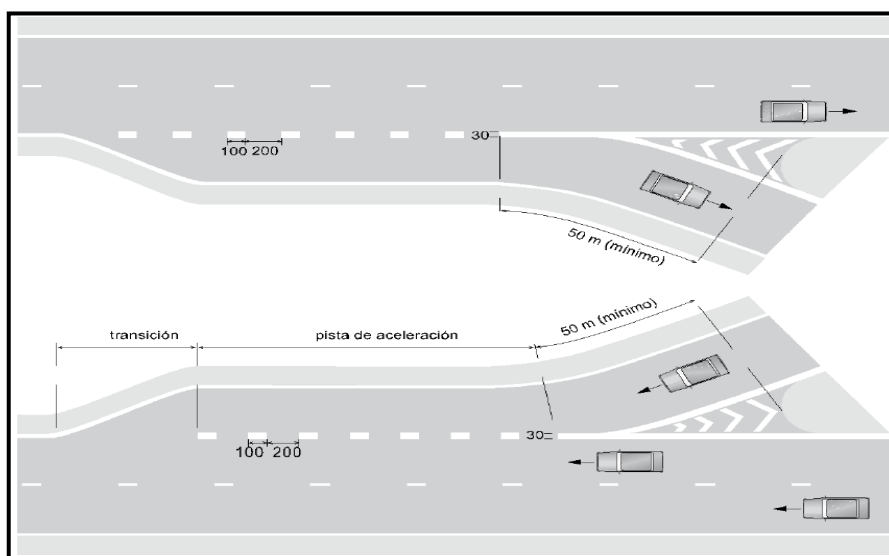 30
100 200
50 m (mínimo)
50 m (mínimo)
transición
pista de aceleración
30
100 200